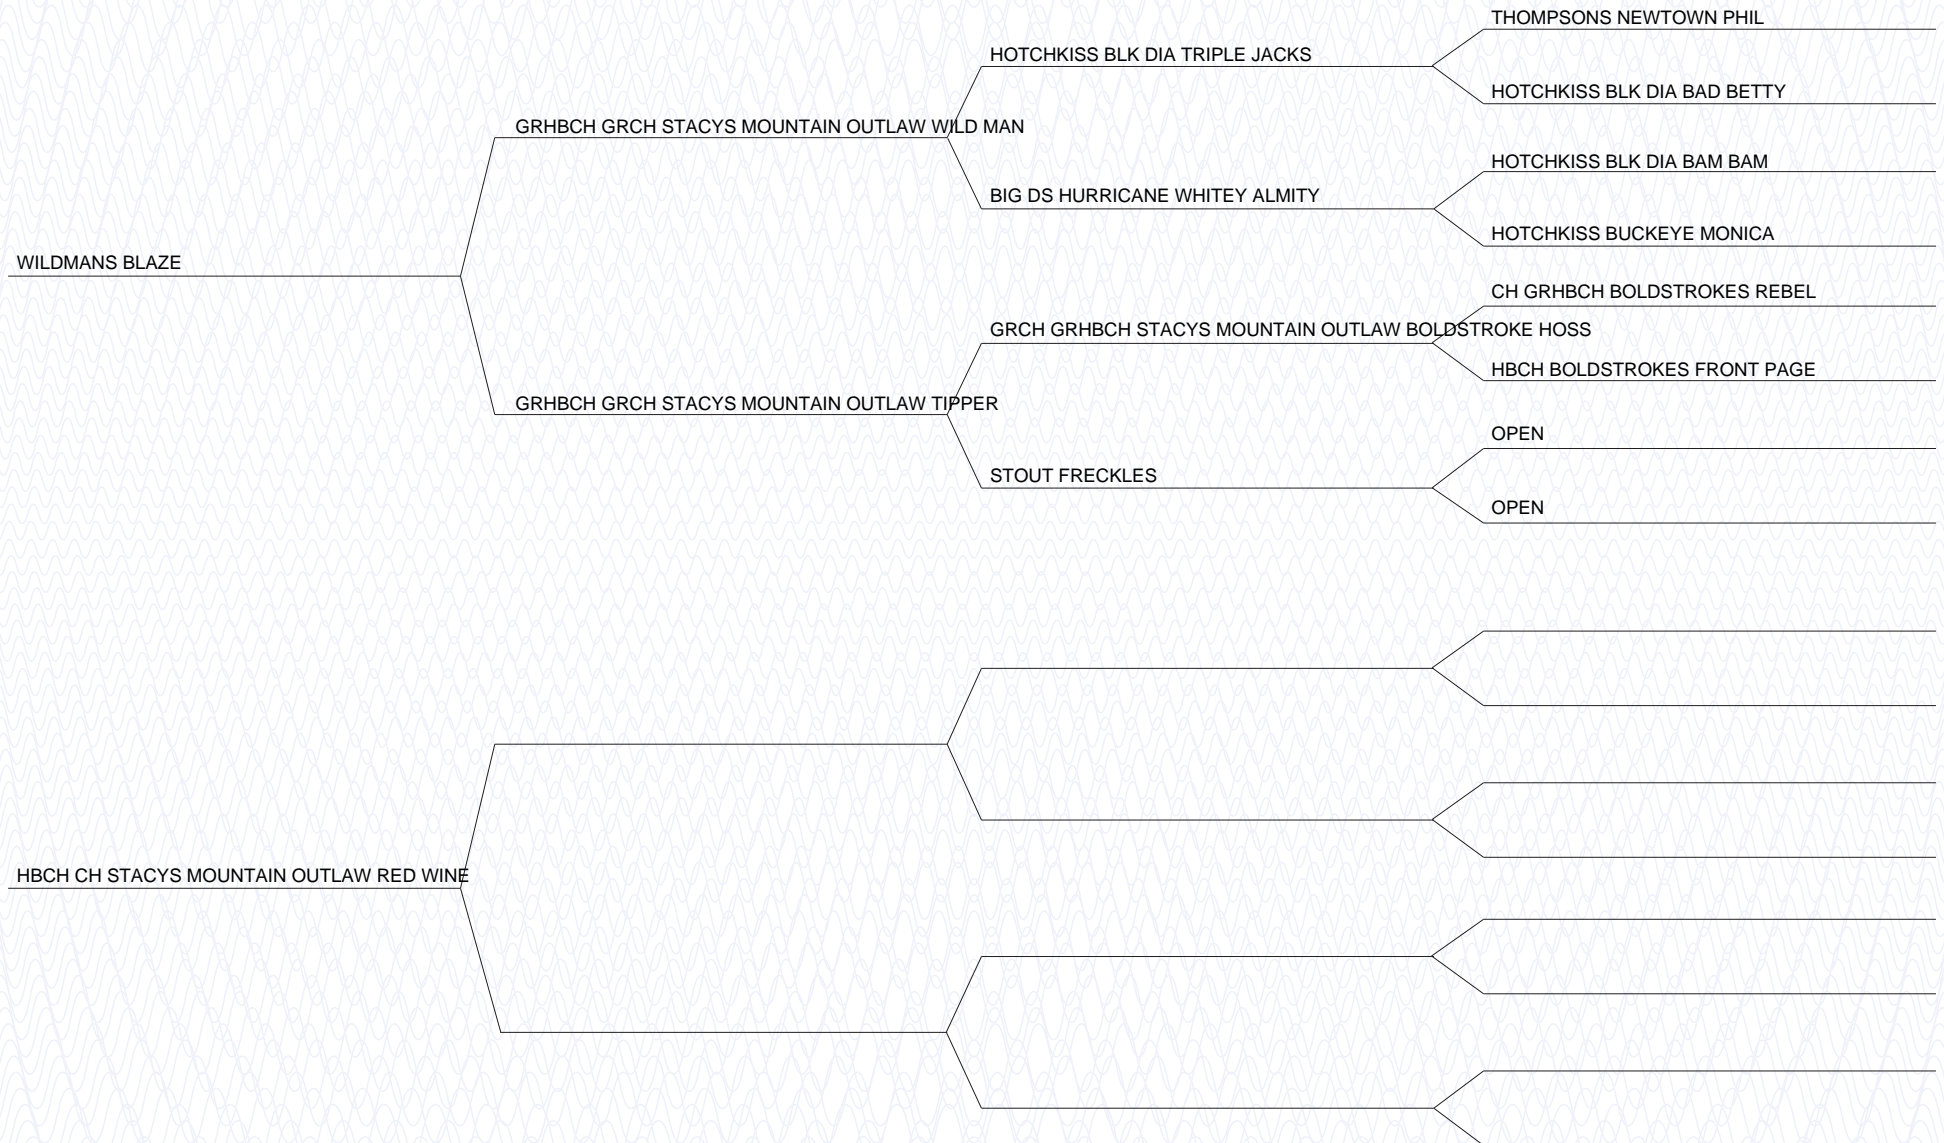 THOMPSONS NEWTOWN PHIL
HOTCHKISS BLK DIA TRIPLE JACKS
HOTCHKISS BLK DIA BAD BETTY
GRHBCH GRCH STACYS MOUNTAIN OUTLAW WILD MAN
HOTCHKISS BLK DIA BAM BAM
BIG DS HURRICANE WHITEY ALMITY
HOTCHKISS BUCKEYE MONICA
WILDMANS BLAZE
CH GRHBCH BOLDSTROKES REBEL
GRCH GRHBCH STACYS MOUNTAIN OUTLAW BOLDSTROKE HOSS
HBCH BOLDSTROKES FRONT PAGE
GRHBCH GRCH STACYS MOUNTAIN OUTLAW TIPPER
OPEN
STOUT FRECKLES
OPEN
HBCH CH STACYS MOUNTAIN OUTLAW RED WINE